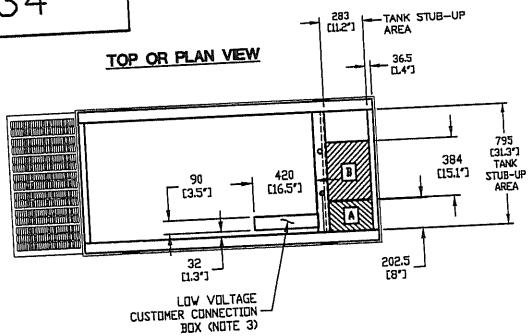 34
TOP OR PLAN VIEW
283
[11.2"]
TANK STUB-UP
AREA
36.5
[1.4"]
795
[31.3"]
TANK
STUB-UP
AREA
384
[15.1"]
90
[3.5"]
420
[16.5"]
B
A
32
[1.3"]
202.5
[8"]
LOW VOLTAGE
CUSTOMER CONNECTION
BOX (NOTE 3)